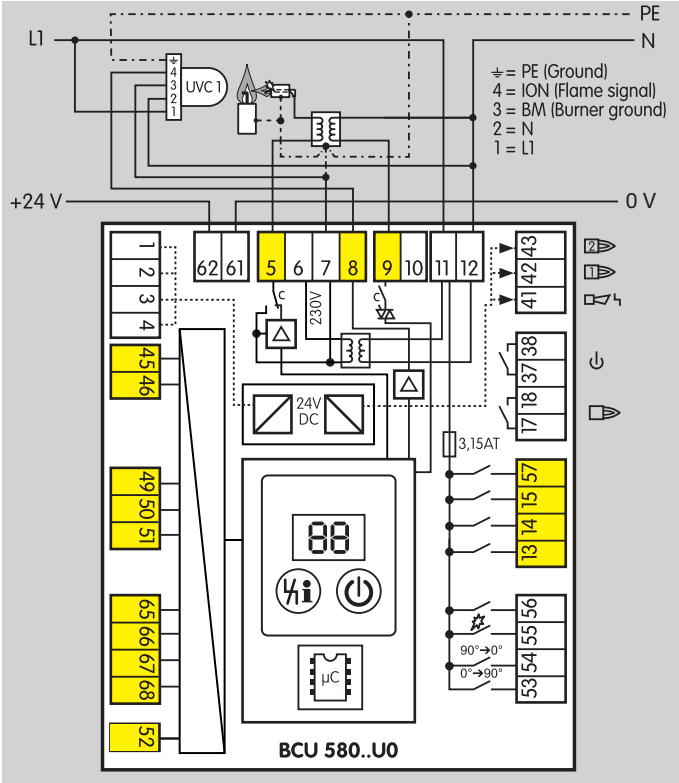 PE
L1
N
4
3
2
1
UVC 1
= PE (Ground)
4 = ION (Flame signal)
3 = BM (Burner ground)
2 = N
1 = L1
+24 V
0 V
1
2
3
4
62 61
5 6 7 8
9 10
11 12
43
42
41
2
1
c
230V
c
38
37
18
17
45
46
24V
DC
3,15AT
49
50
51
57
15
14
13
88
i
65
66
67
68
56
55
54
53
90°→0°
0°→90°
µC
52
BCU 580..U0